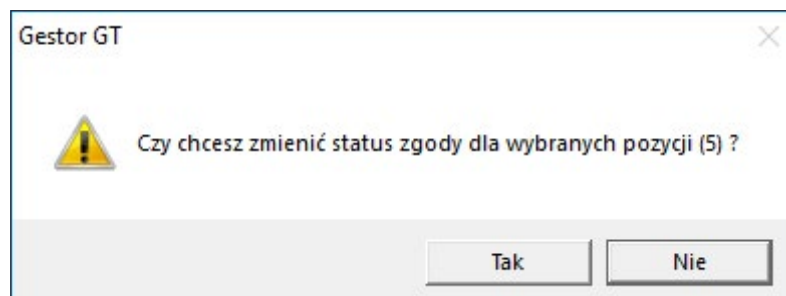 Gestor GT
Czy chcesz zmienić status zgody dla wybranych pozycji (5) ?
Tak
Nie